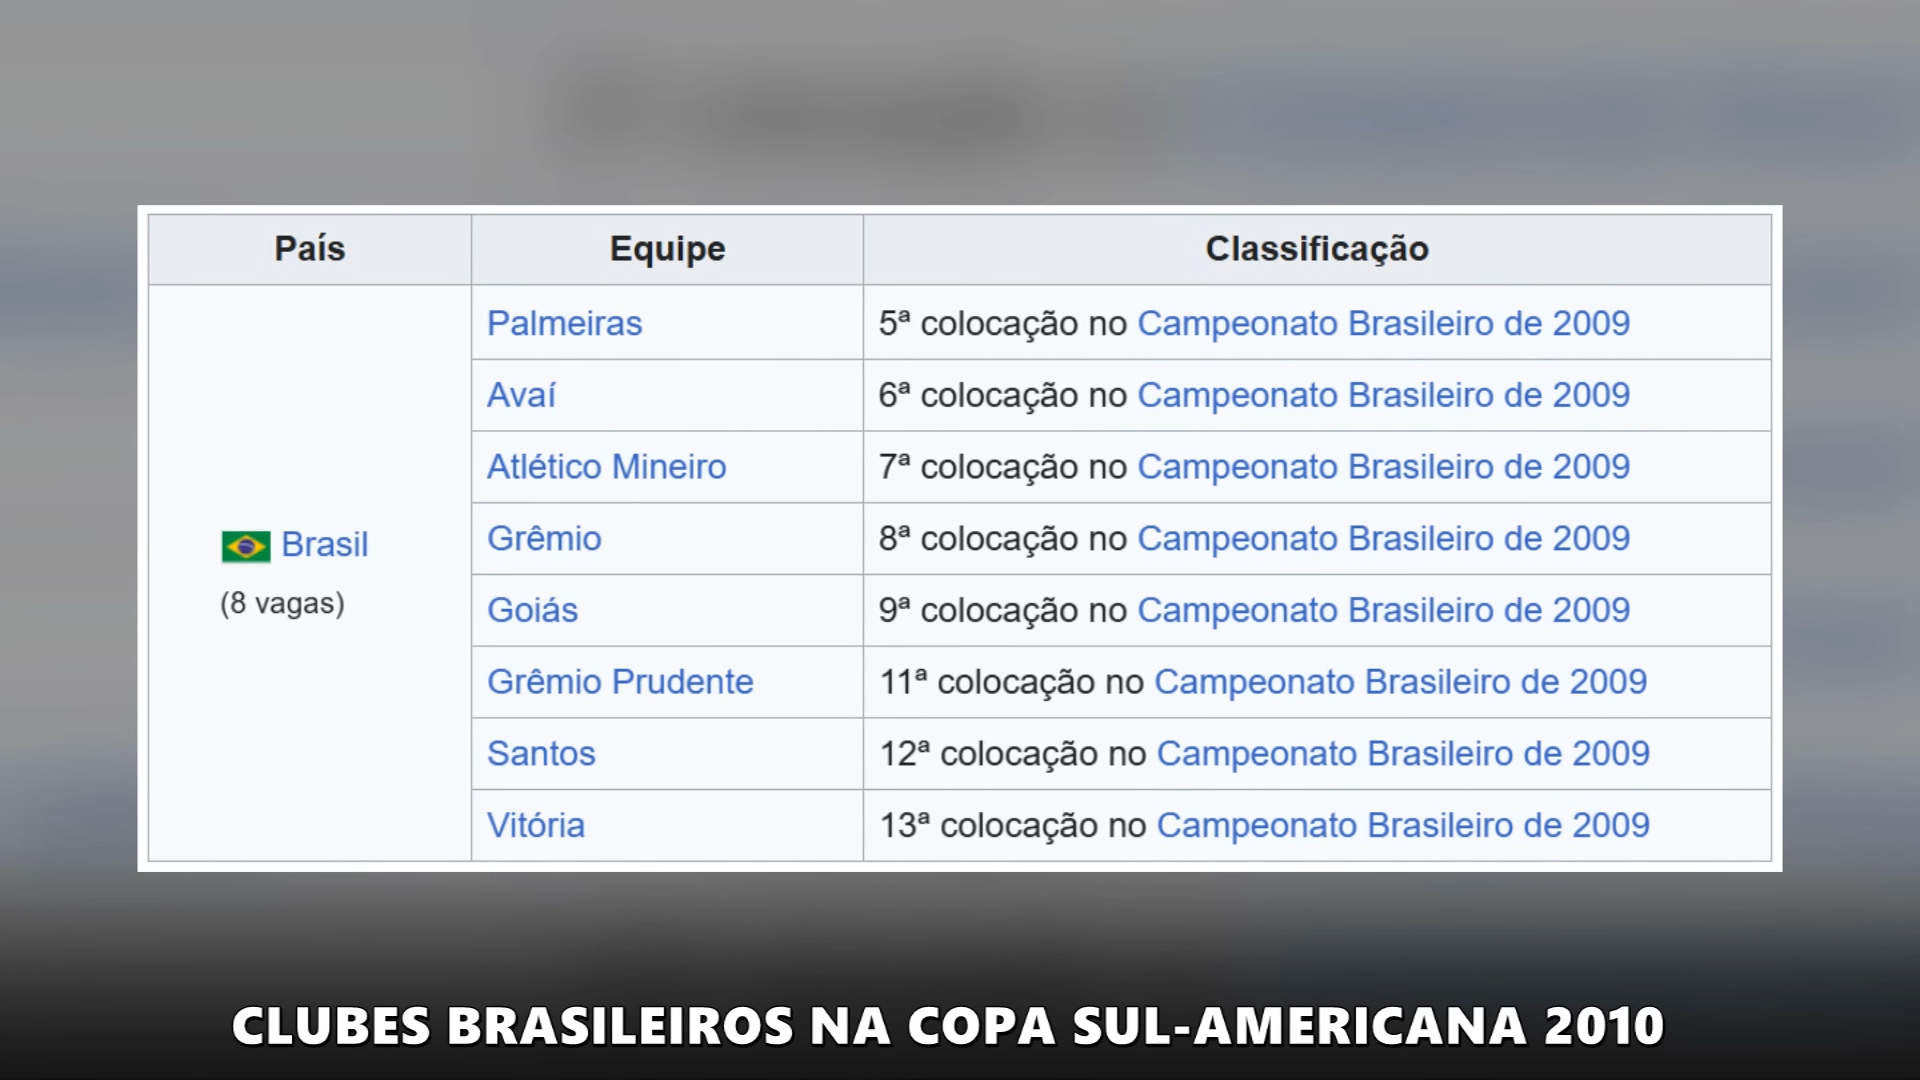 País Equipe Classificação
Palmeiras 5ª colocação no Campeonato Brasileiro de 2009
Avaí 6ª colocação no Campeonato Brasileiro de 2009
Atlético Mineiro 7ª colocação no Campeonato Brasileiro de 2009
Brasil
(8 vagas)
Grêmio 8ª colocação no Campeonato Brasileiro de 2009
Goiás 9ª colocação no Campeonato Brasileiro de 2009
Grêmio Prudente 11ª colocação no Campeonato Brasileiro de 2009
Santos 12ª colocação no Campeonato Brasileiro de 2009
Vitória 13ª colocação no Campeonato Brasileiro de 2009
CLUBES BRASILEIROS NA COPA SUL-AMERICANA 2010